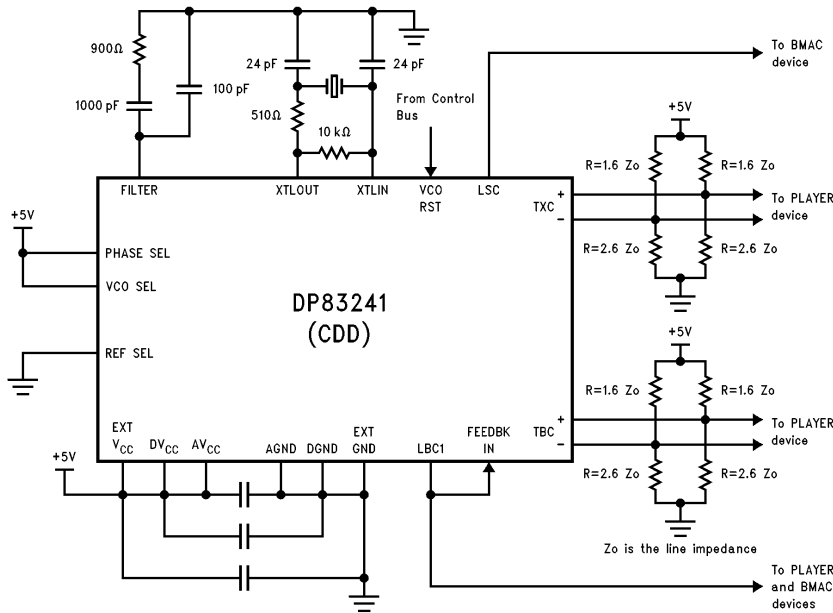 900Ω
1000 pF
100 pF
24 pF
24 pF
510Ω
10 kΩ
From Control
Bus
To BMAC
device
FILTER
XTLOUT
XTLIN
VCO
RST
LSC
+5V
R=1.6 Zo
R=1.6 Zo
+
TXC
−
To PLAYER
device
R=2.6 Zo
R=2.6 Zo
+5V
PHASE SEL
VCO SEL
REF SEL
DP83241
(CDD)
+5V
R=1.6 Zo
R=1.6 Zo
+
TBC
−
To PLAYER
device
R=2.6 Zo
R=2.6 Zo
EXT
VCC
DVCC
AVCC
AGND
DGND
EXT
GND
LBC1
FEEDBK
IN
+5V
Zo is the line impedance
To PLAYER
and BMAC
devices